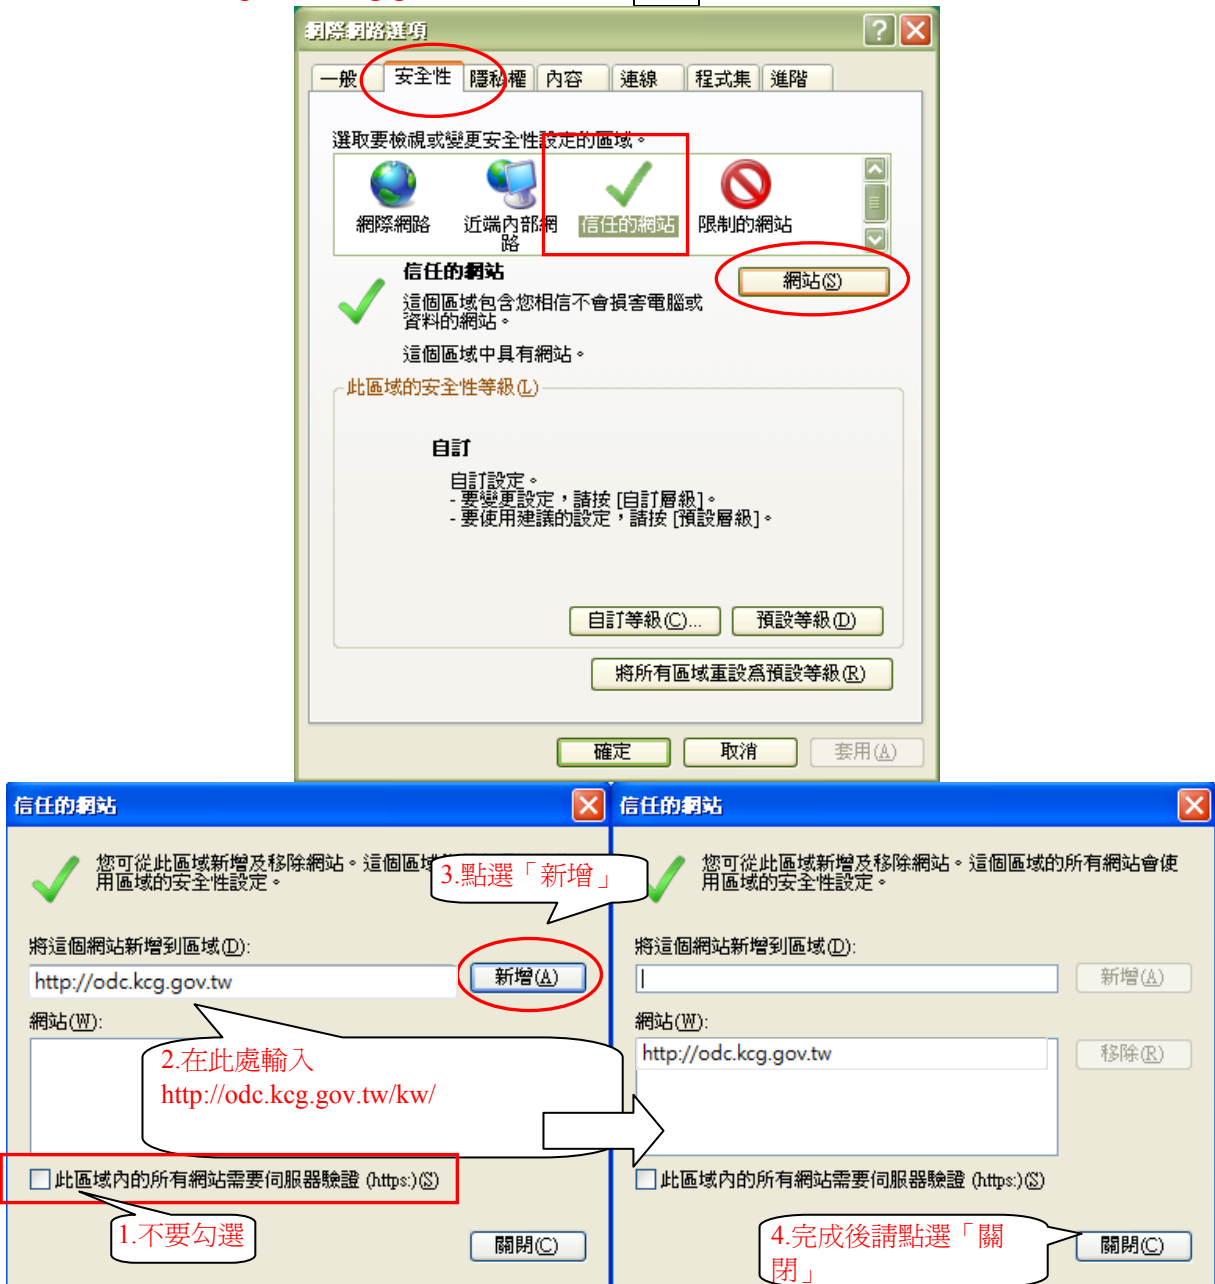 網際網路選項
一般 安全性 隱私權 內容 連線 程式集 進階
選取要檢視或變更安全性設定的區域。
網際網路 近端內部網路 信任的網站 限制的網站
信任的網站
網站(S)
這個區域包含您相信不會損害電腦或
資料的網站。
這個區域中具有網站。
此區域的安全性等級(L)
自訂
自訂設定。
- 要變更設定，請按 [自訂層級]。
- 要使用建議的設定，請按 [預設層級]。
自訂等級(C)... 預設等級(D)
將所有區域重設為預設等級(R)
確定 取消 套用(A)
信任的網站
您可從此區域新增及移除網站。這個區域
用區域的安全性設定。
3.點選「新增」
將這個網站新增到區域(D):
http://odc.kcg.gov.tw
新增(A)
網站(W):
2.在此處輸入
http://odc.kcg.gov.tw/kw/
此區域內的所有網站需要伺服器驗證 (https:)(S)
1.不要勾選
關閉(C)
信任的網站
您可從此區域新增及移除網站。這個區域的所有網站會使
用區域的安全性設定。
將這個網站新增到區域(D):
新增(A)
網站(W):
http://odc.kcg.gov.tw
移除(R)
此區域內的所有網站需要伺服器驗證 (https:)(S)
4.完成後請點選「關
閉」
關閉(C)